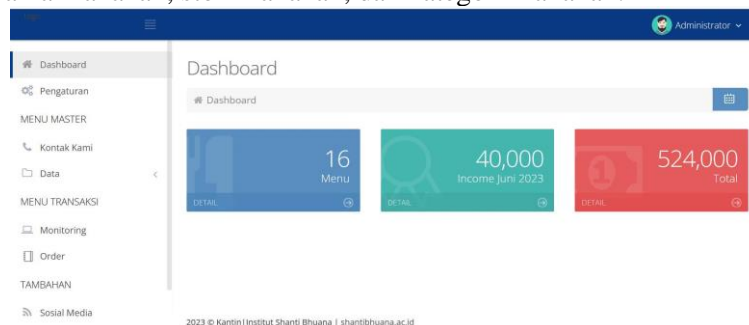 Administrator
Dashboard
Pengaturan
MENU MASTER
Kontak Kami
Data
MENU TRANSAKSI
Monitoring
Order
TAMBAHAN
Sosial Media
Dashboard
Dashboard
16
Menu
DETAIL
40,000
Income Juni 2023
DETAIL
524,000
Total
DETAIL
2023 © Kantin|Institut Shanti Bhuana | shantibhuana.ac.id